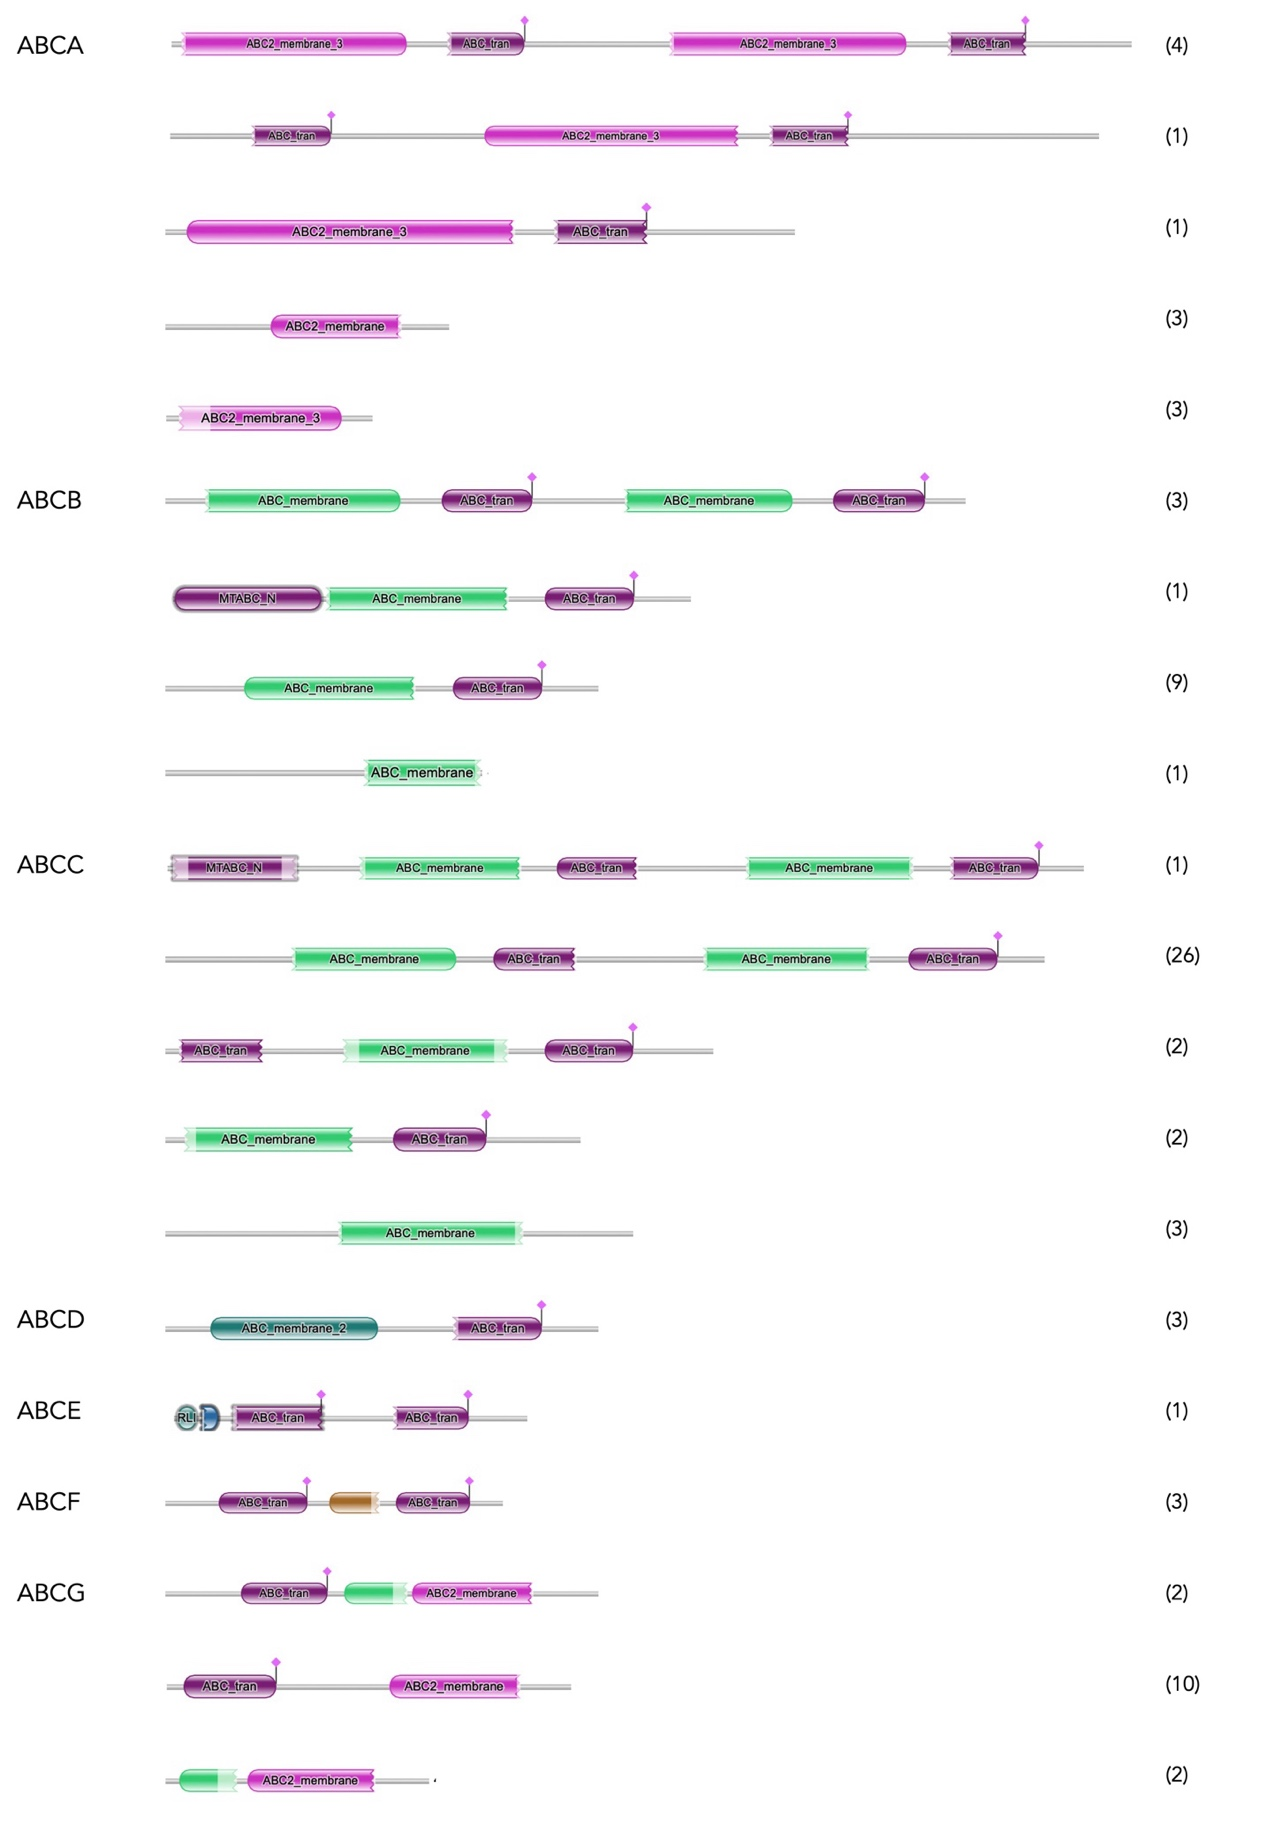 ABCA ABC2_membrane_3 ABC_tran ABC2_membrane_3 ABC_tran (4)
ABC_tran ABC2_membrane_3 ABC_tran (1)
ABC2_membrane_3 ABC_tran (1)
ABC2_membrane (3)
ABC2_membrane_3 (3)
ABCB ABC_membrane ABC_tran ABC_membrane ABC_tran (3)
MTABC_N ABC_membrane ABC_tran (1)
ABC_membrane ABC_tran (9)
ABC_membrane (1)
ABCC MTABC_N ABC_membrane ABC_tran ABC_membrane ABC_tran (1)
ABC_membrane ABC_tran ABC_membrane ABC_tran (26)
ABC_tran ABC_membrane ABC_tran (2)
ABC_membrane ABC_tran (2)
ABC_membrane (3)
ABCD ABC_membrane_2 ABC_tran (3)
ABCE RLI ABC_tran ABC_tran (1)
ABCF ABC_tran ABC_tran (3)
ABCG ABC_tran ABC2_membrane (2)
ABC_tran ABC2_membrane (10)
ABC2_membrane (2)